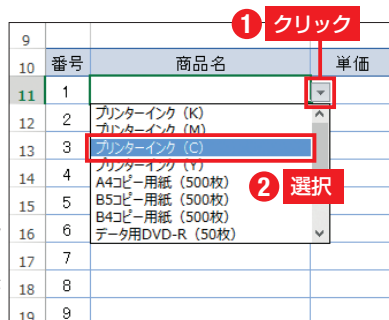 1 クリック
9
10 番号 商品名 単価
11 1
プリンターインク（K）
12 2
プリンターインク（M）
13 3 プリンターインク（C）
プリンターインク（Y）
14 4 A4コピー用紙（500枚）
2 選択
15 5 B5コピー用紙（500枚）
B4コピー用紙（500枚）
16 6 データ用DVD-R（50枚）
17 7
18 8
19 9